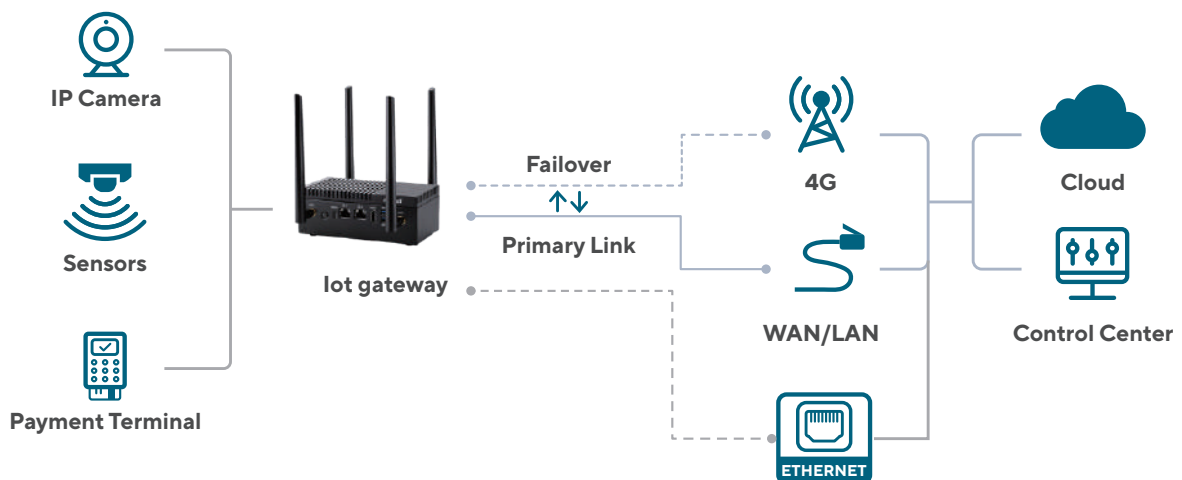 IP Camera
Sensors
Payment Terminal
Iot gateway
Failover
Primary Link
4G
WAN/LAN
ETHERNET
Cloud
Control Center